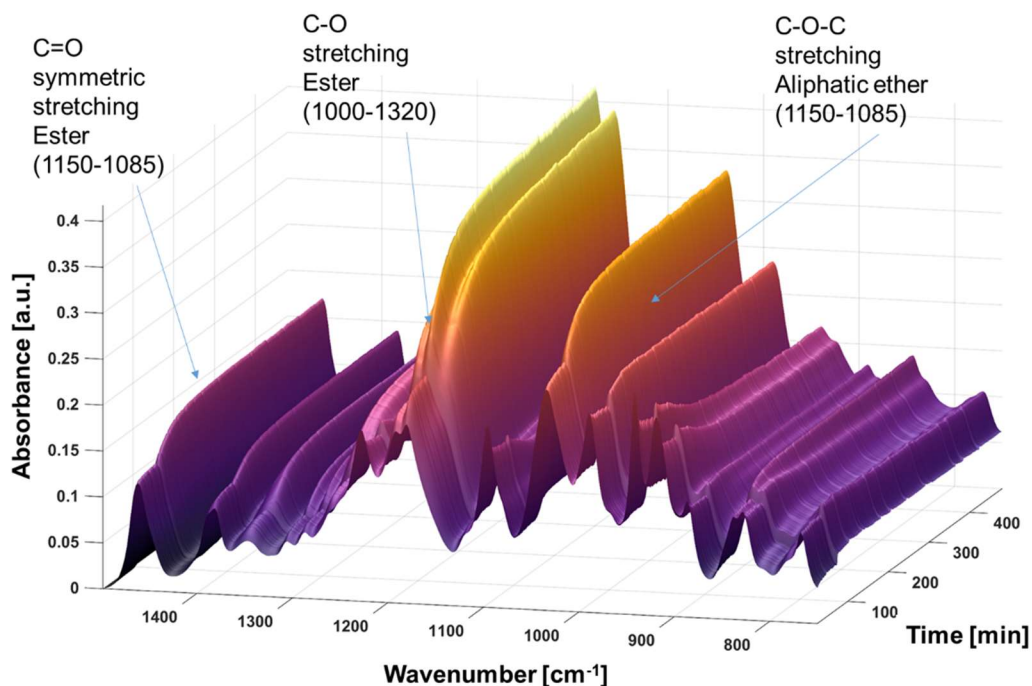 C=O
symmetric
stretching
Ester
(1150-1085)
C-O
stretching
Ester
(1000-1320)
C-O-C
stretching
Aliphatic ether
(1150-1085)
Absorbance [a.u.]
0.4
0.35
0.3
0.25
0.2
0.15
0.1
0.05
0
1400
1300
1200
1100
1000
900
800
Wavenumber [cm⁻¹]
400
300
200
100
Time [min]